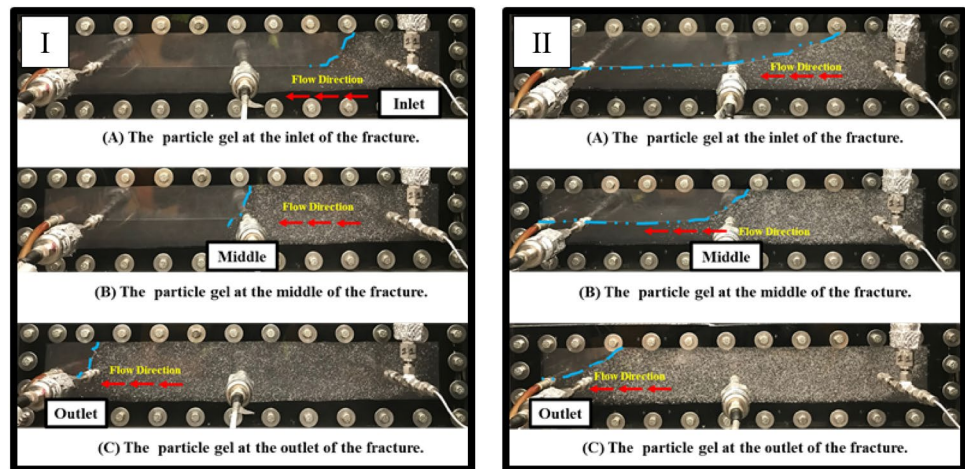 I
Flow Direction
Inlet
(A) The particle gel at the inlet of the fracture.
Flow Direction
Middle
(B) The particle gel at the middle of the fracture.
Flow Direction
Outlet
(C) The particle gel at the outlet of the fracture.
II
Flow Direction
(A) The particle gel at the inlet of the fracture.
Flow Direction
Middle
(B) The particle gel at the middle of the fracture.
Flow Direction
Outlet
(C) The particle gel at the outlet of the fracture.